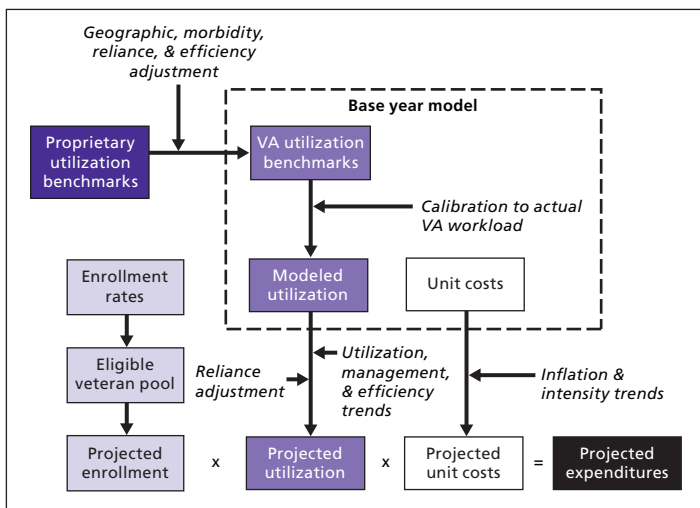 Geographic, morbidity,
reliance, & efficiency
adjustment
Base year model
Proprietary
utilization
benchmarks
VA utilization
benchmarks
Calibration to actual
VA workload
Enrollment
rates
Modeled
utilization
Unit costs
Eligible
veteran pool
Reliance
adjustment
Utilization,
management,
& efficiency
trends
Inflation &
intensity trends
Projected
enrollment
x
Projected
utilization
x
Projected
unit costs
=
Projected
expenditures